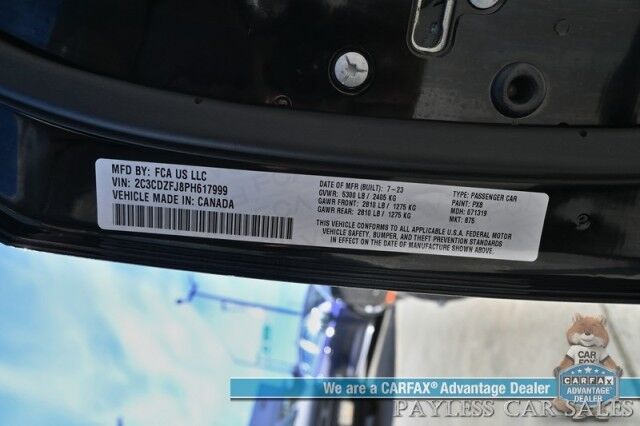 MFD BY: FCA US LLC
VIN: 2C3CDZFJ8PH617999
VEHICLE MADE IN: CANADA
DATE OF MFR (BUILT): 7-23
GVWR: 5300 LB / 2405 KG
GAWR FRONT: 2810 LB / 1275 KG
GAWR REAR: 2810 LB / 1275 KG
TYPE: PASSENGER CAR
PAINT: PX8
MDH: 071319
MKT: 875
THIS VEHICLE CONFORMS TO ALL APPLICABLE U.S.A. FEDERAL MOTOR
VEHICLE SAFETY, BUMPER, AND THEFT PREVENTION STANDARDS
IN EFFECT ON THE DATE OF MANUFACTURE SHOWN ABOVE.
We are a CARFAX® Advantage Dealer
PAYLESS CAR SALES
CAR
FOX
CARFAX
ADVANTAGE
DEALER